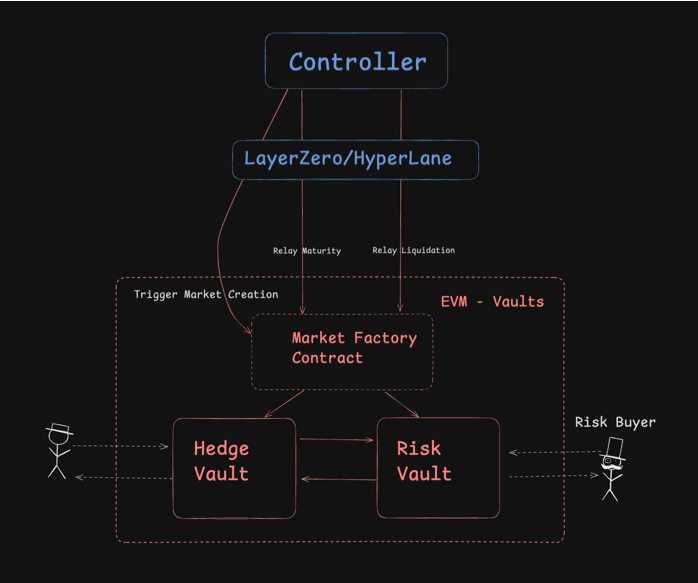 Controller
LayerZero/HyperLane
Relay Maturity
Relay Liquidation
Trigger Market Creation
EVM - Vaults
Market Factory
Contract
Risk Buyer
Hedge
Vault
Risk
Vault